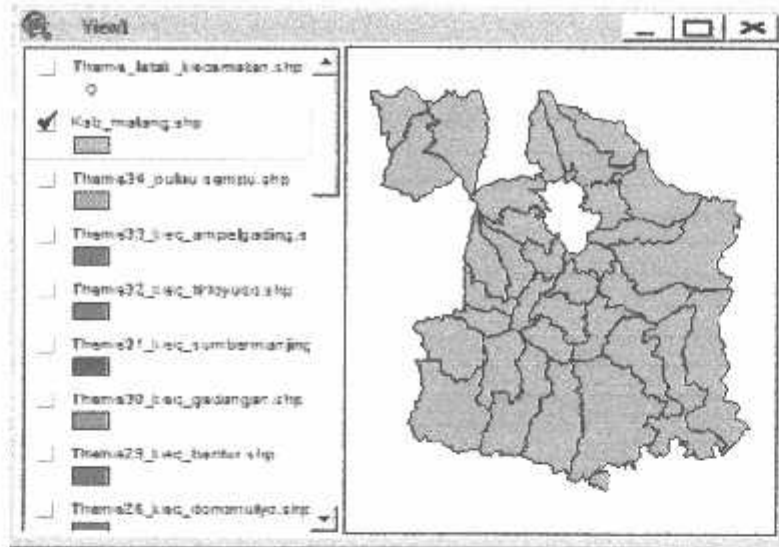 View1
Theme_letak_kecamatan.shp
Kab_malang.shp
Theme34_pulau sempu.shp
Theme33_kec_ampelgading.s
Theme32_kec_tirtoyudo.shp
Theme31_kec_sumbermanjing
Theme30_kec_gedangan.shp
Theme29_kec_bantur.shp
Theme28_kec_donomulyo.shp